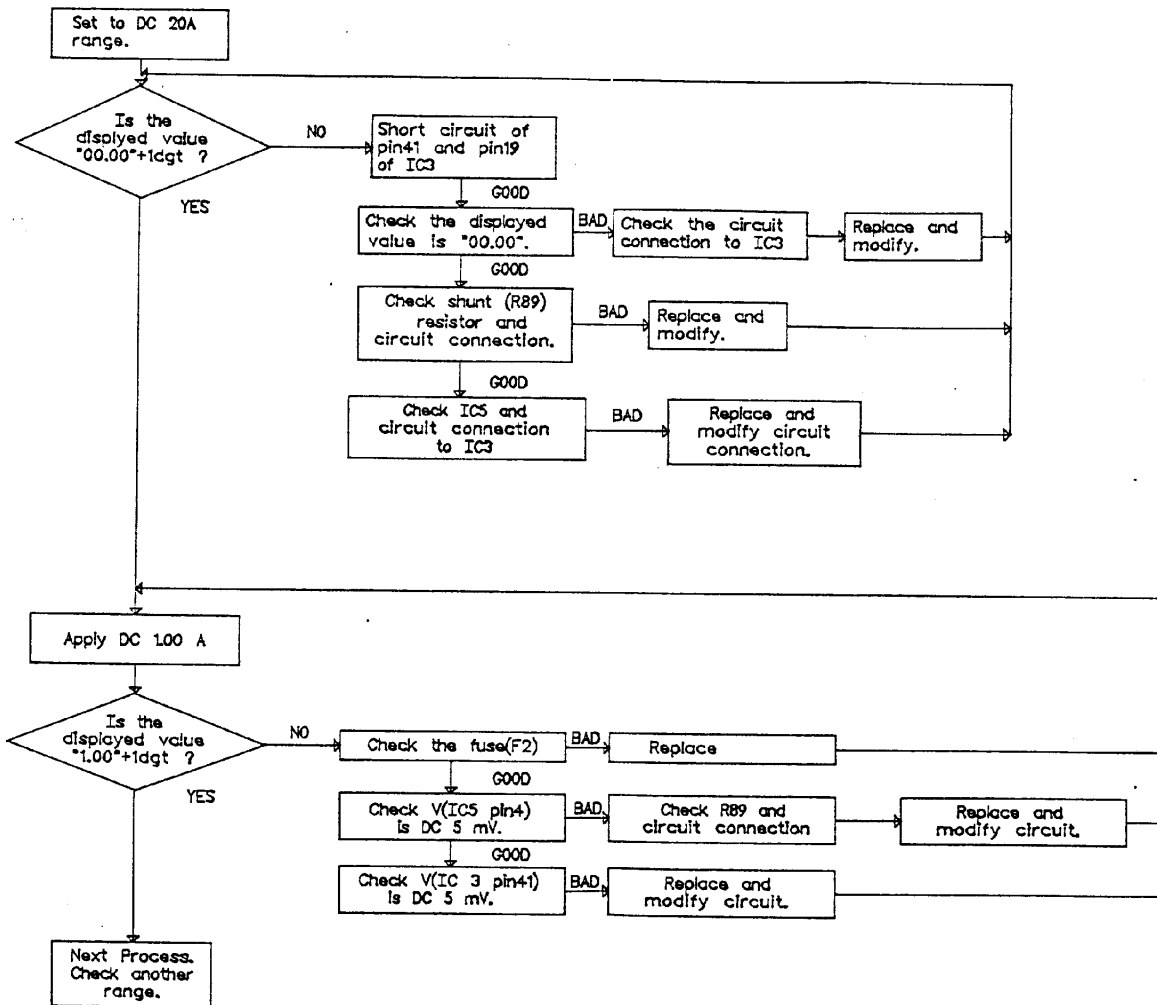 Set to DC 20A
range.
Is the
displyed value
"00.00"+1dgt ?
NO
YES
Short circuit of
pin41 and pin19
of IC3
GOOD
Check the displayed
value is "00.00".
BAD
Check the circuit
connection to IC3
Replace and
modify.
GOOD
Check shunt (R89)
resistor and
circuit connection.
BAD
Replace and
modify.
GOOD
Check IC5 and
circuit connection
to IC3
BAD
Replace and
modify circuit
connection.
Apply DC 1.00 A
Is the
displayed value
"1.00"+1dgt ?
NO
YES
Check the fuse(F2)
BAD
Replace
GOOD
Check V(IC5 pin4)
is DC 5 mV.
BAD
Check R89 and
circuit connection
Replace and
modify circuit.
GOOD
Check V(IC 3 pin41)
is DC 5 mV.
BAD
Replace and
modify circuit.
Next Process.
Check another
range.